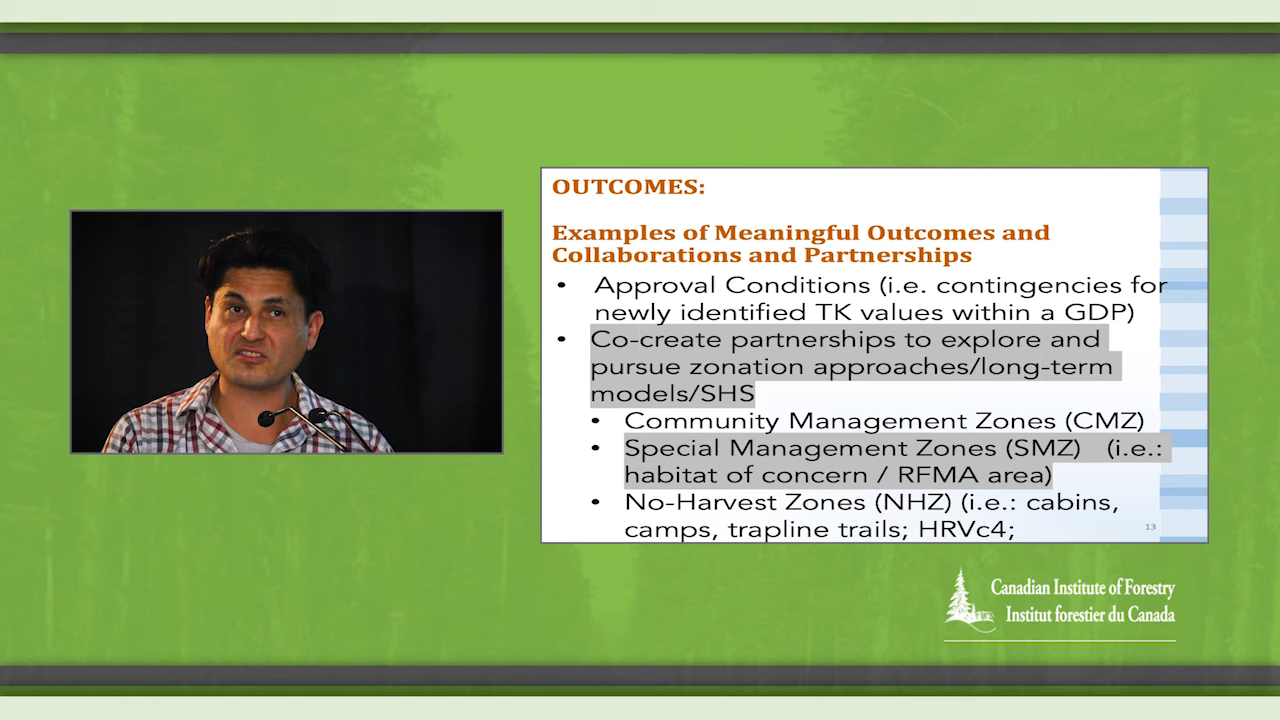 OUTCOMES:
Examples of Meaningful Outcomes and
Collaborations and Partnerships
• Approval Conditions (i.e. contingencies for
newly identified TK values within a GDP)
• Co-create partnerships to explore and
pursue zonation approaches/long-term
models/SHS
• Community Management Zones (CMZ)
• Special Management Zones (SMZ) (i.e.:
habitat of concern / RFMA area)
• No-Harvest Zones (NHZ) (i.e.: cabins,
camps, trapline trails; HRVc4;
13
Canadian Institute of Forestry
Institut forestier du Canada